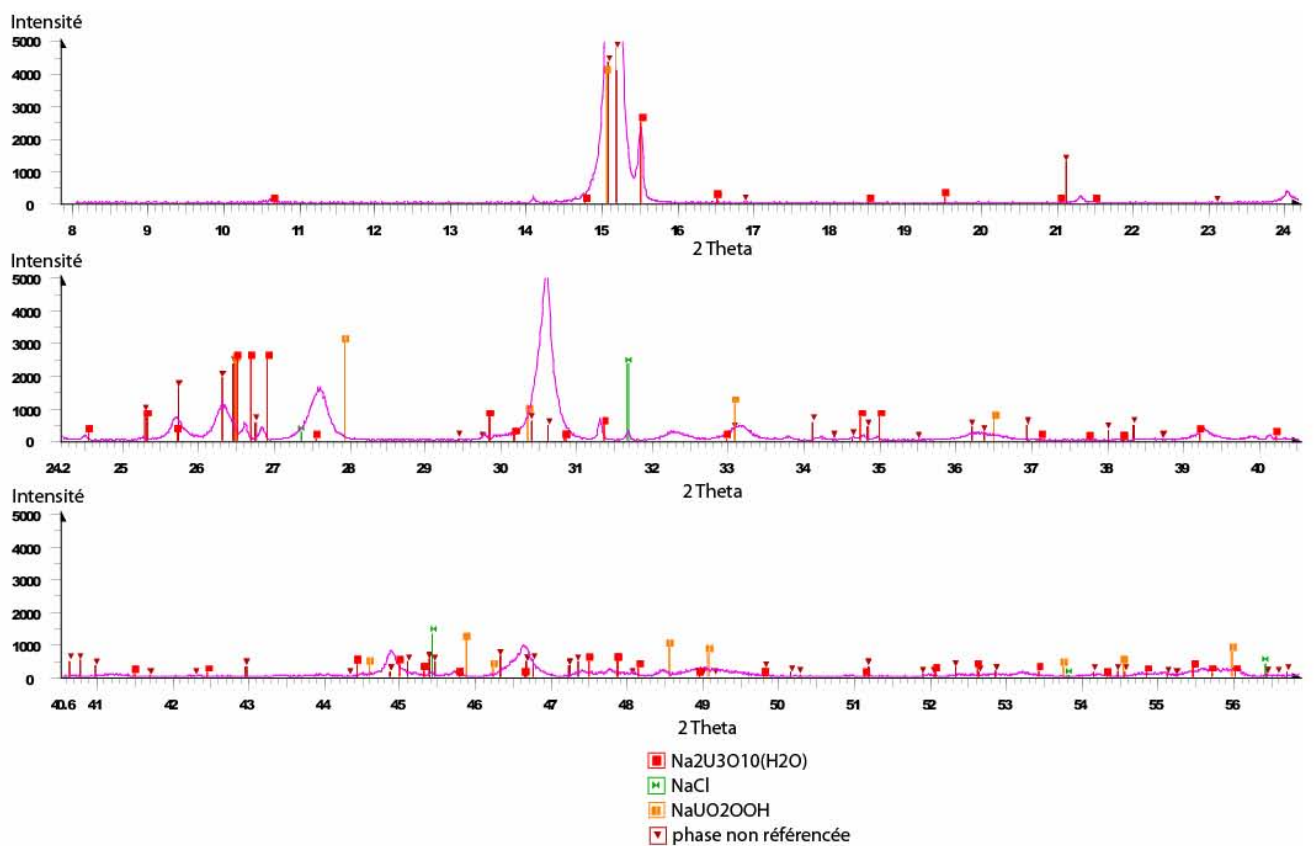 Intensité
5000
4000
3000
2000
1000
0
8 9 10 11 12 13 14 15 16 17 18 19 20 21 22 23 24
2 Theta
Intensité
5000
4000
3000
2000
1000
0
24.2 25 26 27 28 29 30 31 32 33 34 35 36 37 38 39 40
2 Theta
Intensité
5000
4000
3000
2000
1000
0
40.6 41 42 43 44 45 46 47 48 49 50 51 52 53 54 55 56
2 Theta
Na2U3O10(H2O)
NaCl
NaUO2OOH
phase non référencée